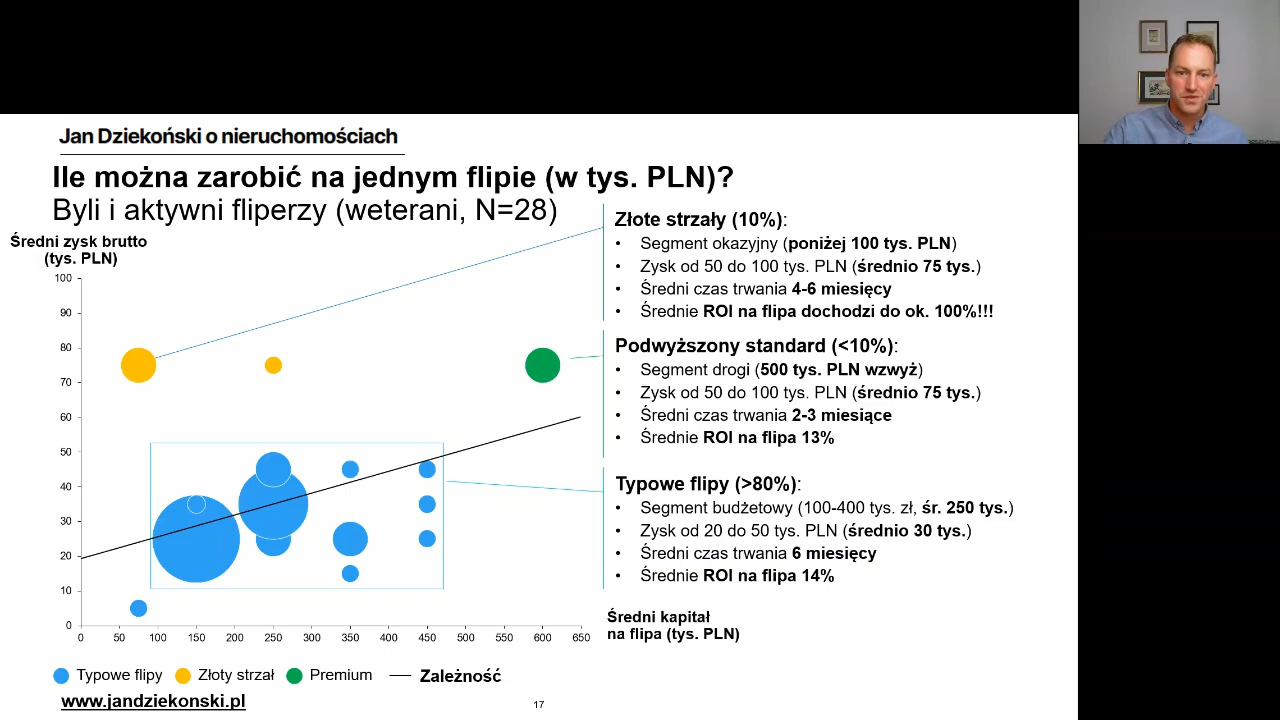 Jan Dziekoński o nieruchomościach
Ile można zarobić na jednym flipie (w tys. PLN)?
Byli i aktywni fliperzy (weterani, N=28)
Średni zysk brutto
(tys. PLN)
100
90
80
70
60
50
40
30
20
10
0
0 50 100 150 200 250 300 350 400 450 500 550 600 650
Średni kapitał
na flipa (tys. PLN)
Złote strzały (10%):
• Segment okazyjny (poniżej 100 tys. PLN)
• Zysk od 50 do 100 tys. PLN (średnio 75 tys.)
• Średni czas trwania 4-6 miesięcy
• Średnie ROI na flipa dochodzi do ok. 100%!!!
Podwyższony standard (<10%):
• Segment drogi (500 tys. PLN wzwyż)
• Zysk od 50 do 100 tys. PLN (średnio 75 tys.)
• Średni czas trwania 2-3 miesiące
• Średnie ROI na flipa 13%
Typowe flipy (>80%):
• Segment budżetowy (100-400 tys. zł, śr. 250 tys.)
• Zysk od 20 do 50 tys. PLN (średnio 30 tys.)
• Średni czas trwania 6 miesięcy
• Średnie ROI na flipa 14%
Typowe flipy Złoty strzał Premium Zależność
www.jandziekonski.pl
17